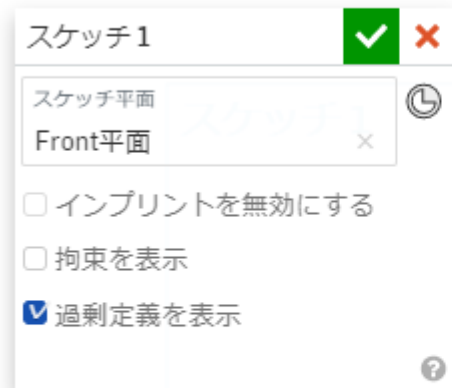 スケッチ 1
スケッチ平面
Front平面
インプリントを無効にする
拘束を表示
過剰定義を表示